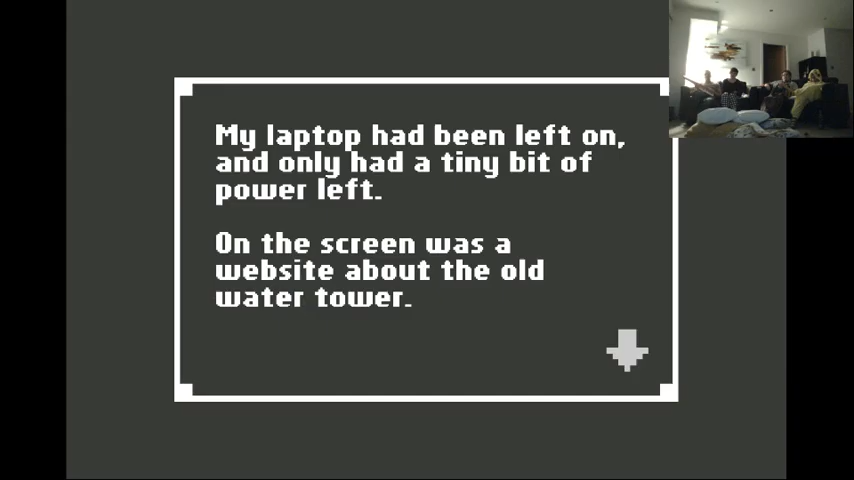 My laptop had been left on,
and only had a tiny bit of
power left.
On the screen was a
website about the old
water tower.